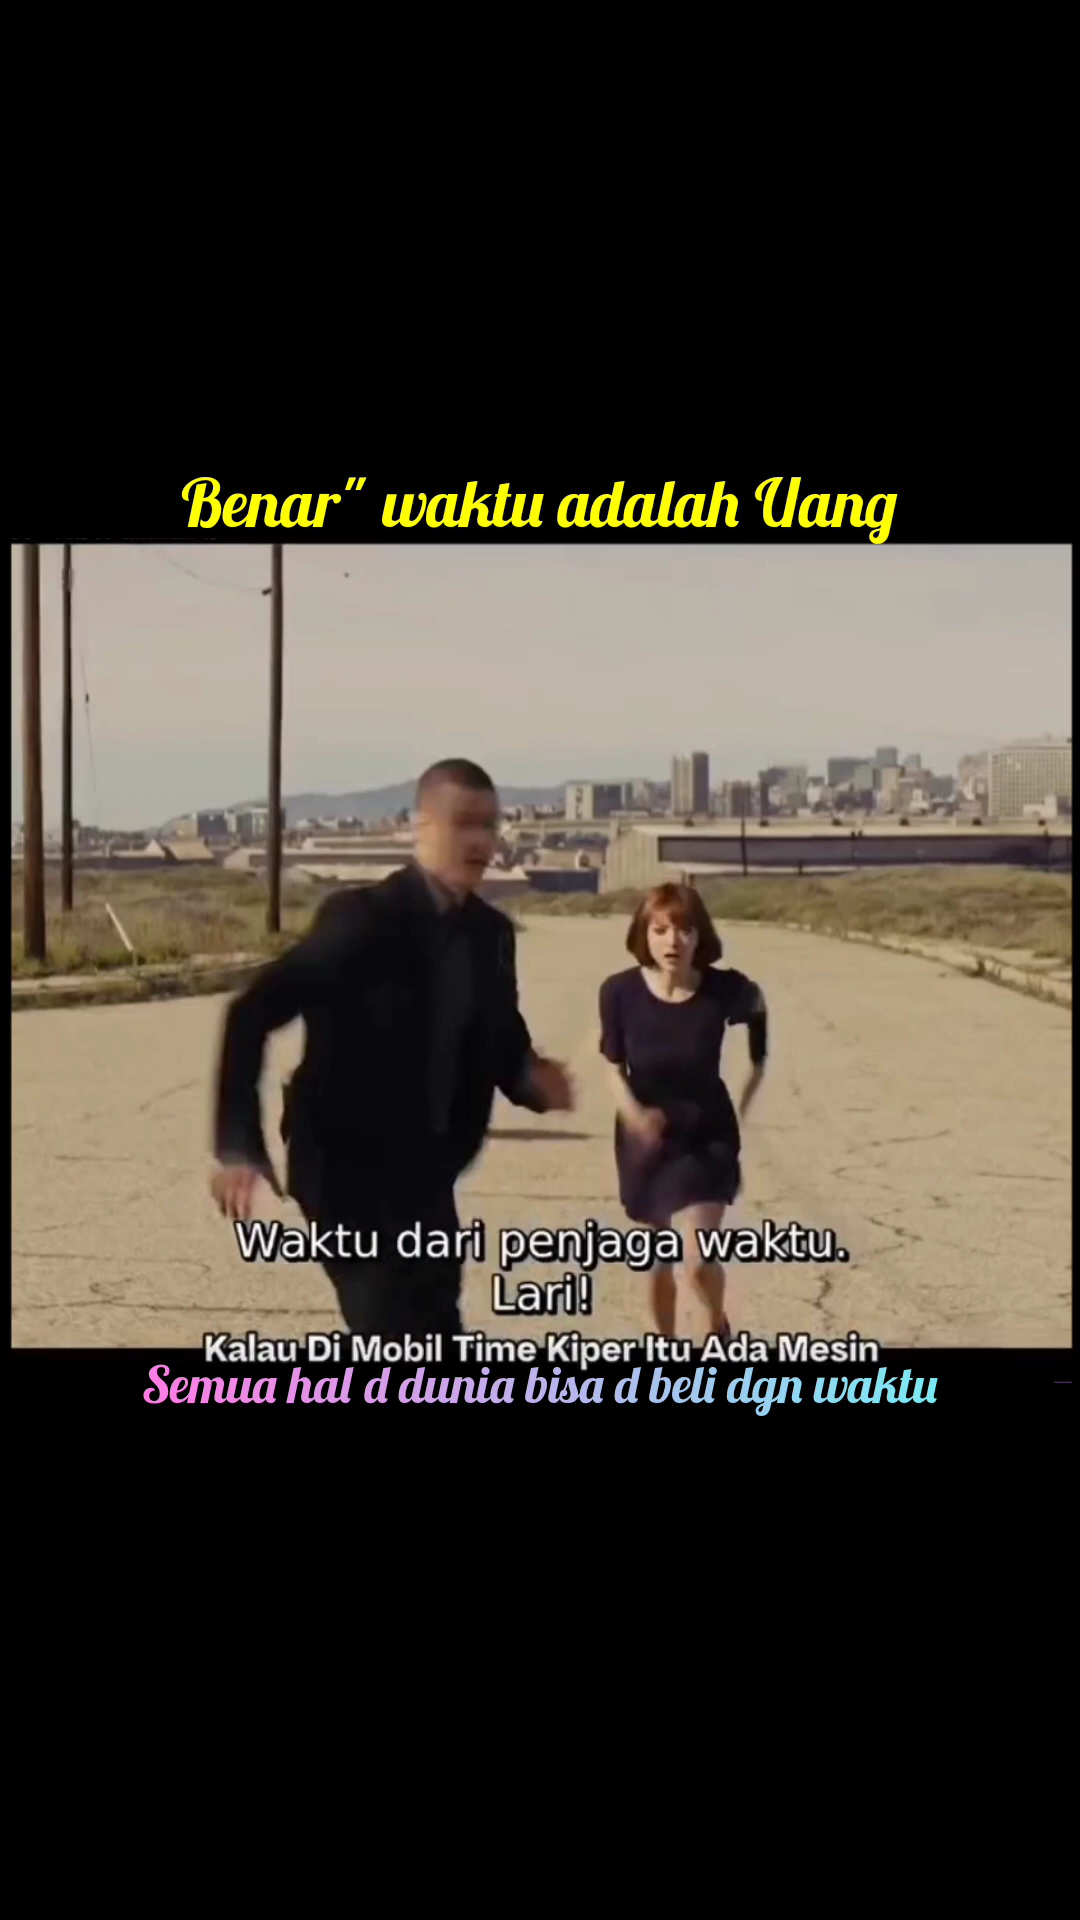 Benar" waktu adalah Uang
Waktu dari penjaga waktu.
Lari!
Kalau Di Mobil Time Kiper Itu Ada Mesin
Semua hal d dunia bisa d beli dgn waktu